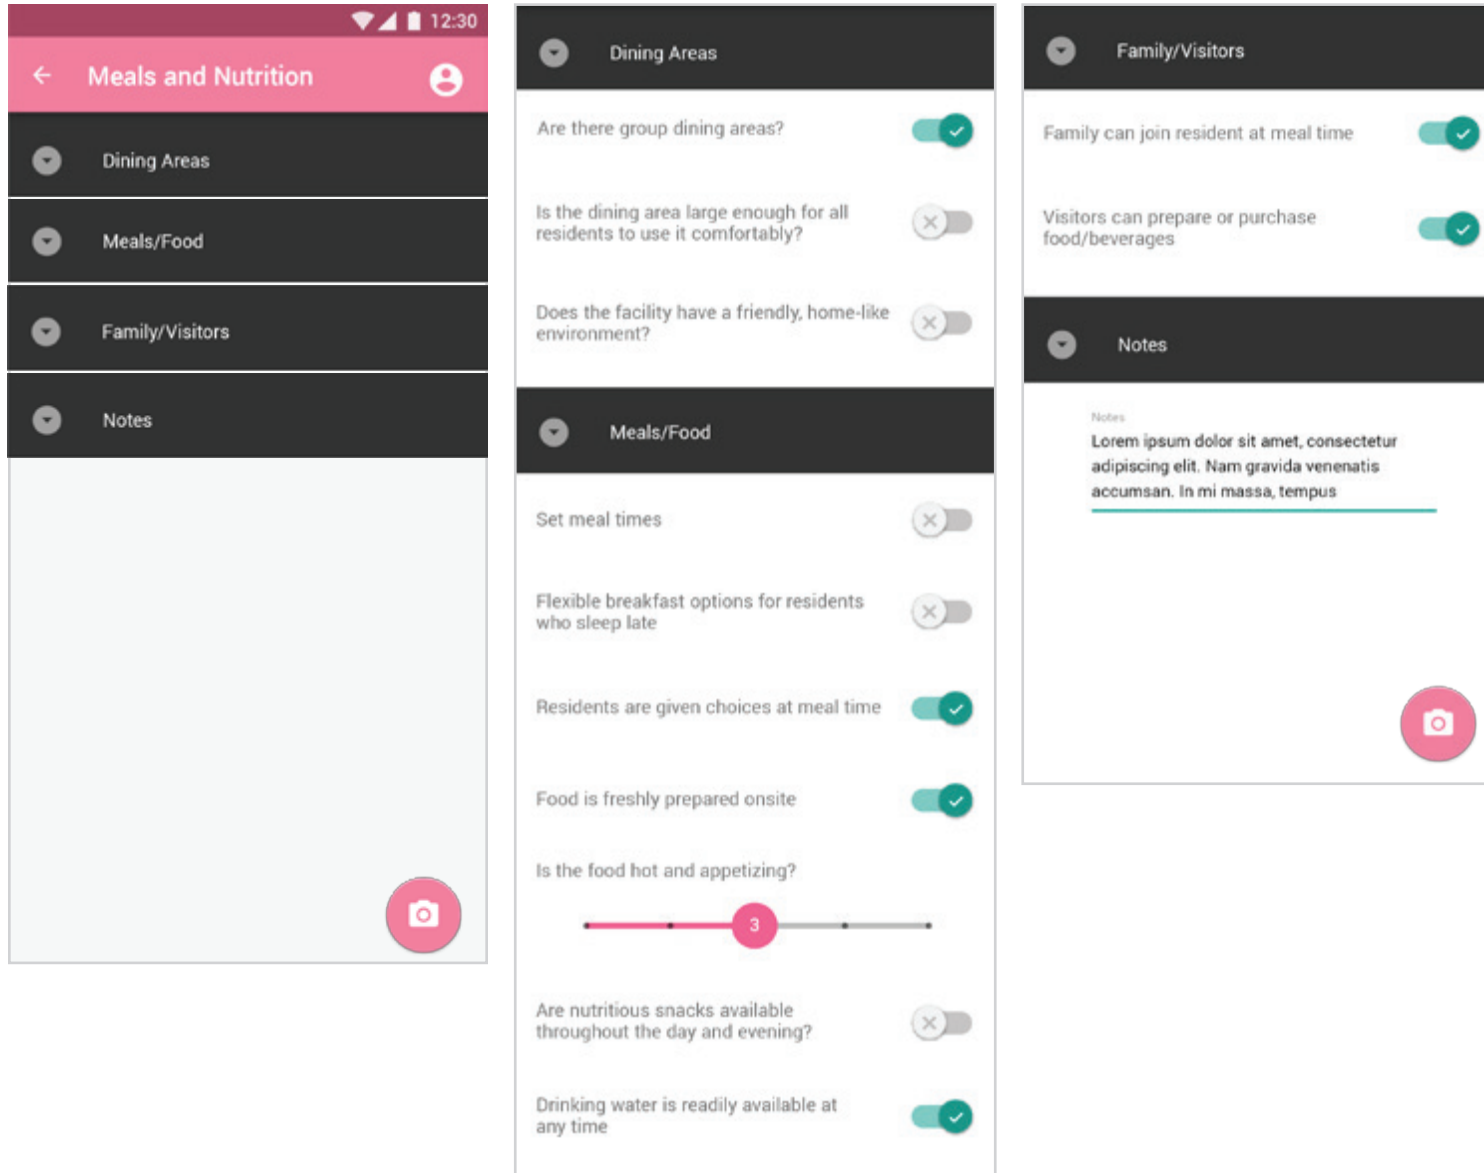 12:30
Meals and Nutrition
Dining Areas
Meals/Food
Family/Visitors
Notes
Dining Areas
Are there group dining areas?
Is the dining area large enough for all
residents to use it comfortably?
Does the facility have a friendly, home-like
environment?
Meals/Food
Set meal times
Flexible breakfast options for residents
who sleep late
Residents are given choices at meal time
Food is freshly prepared onsite
Is the food hot and appetizing?
3
Are nutritious snacks available
throughout the day and evening?
Drinking water is readily available at
any time
Family/Visitors
Family can join resident at meal time
Visitors can prepare or purchase
food/beverages
Notes
Notes
Lorem ipsum dolor sit amet, consectetur
adipiscing elit. Nam gravida venenatis
accumsan. In mi massa, tempus